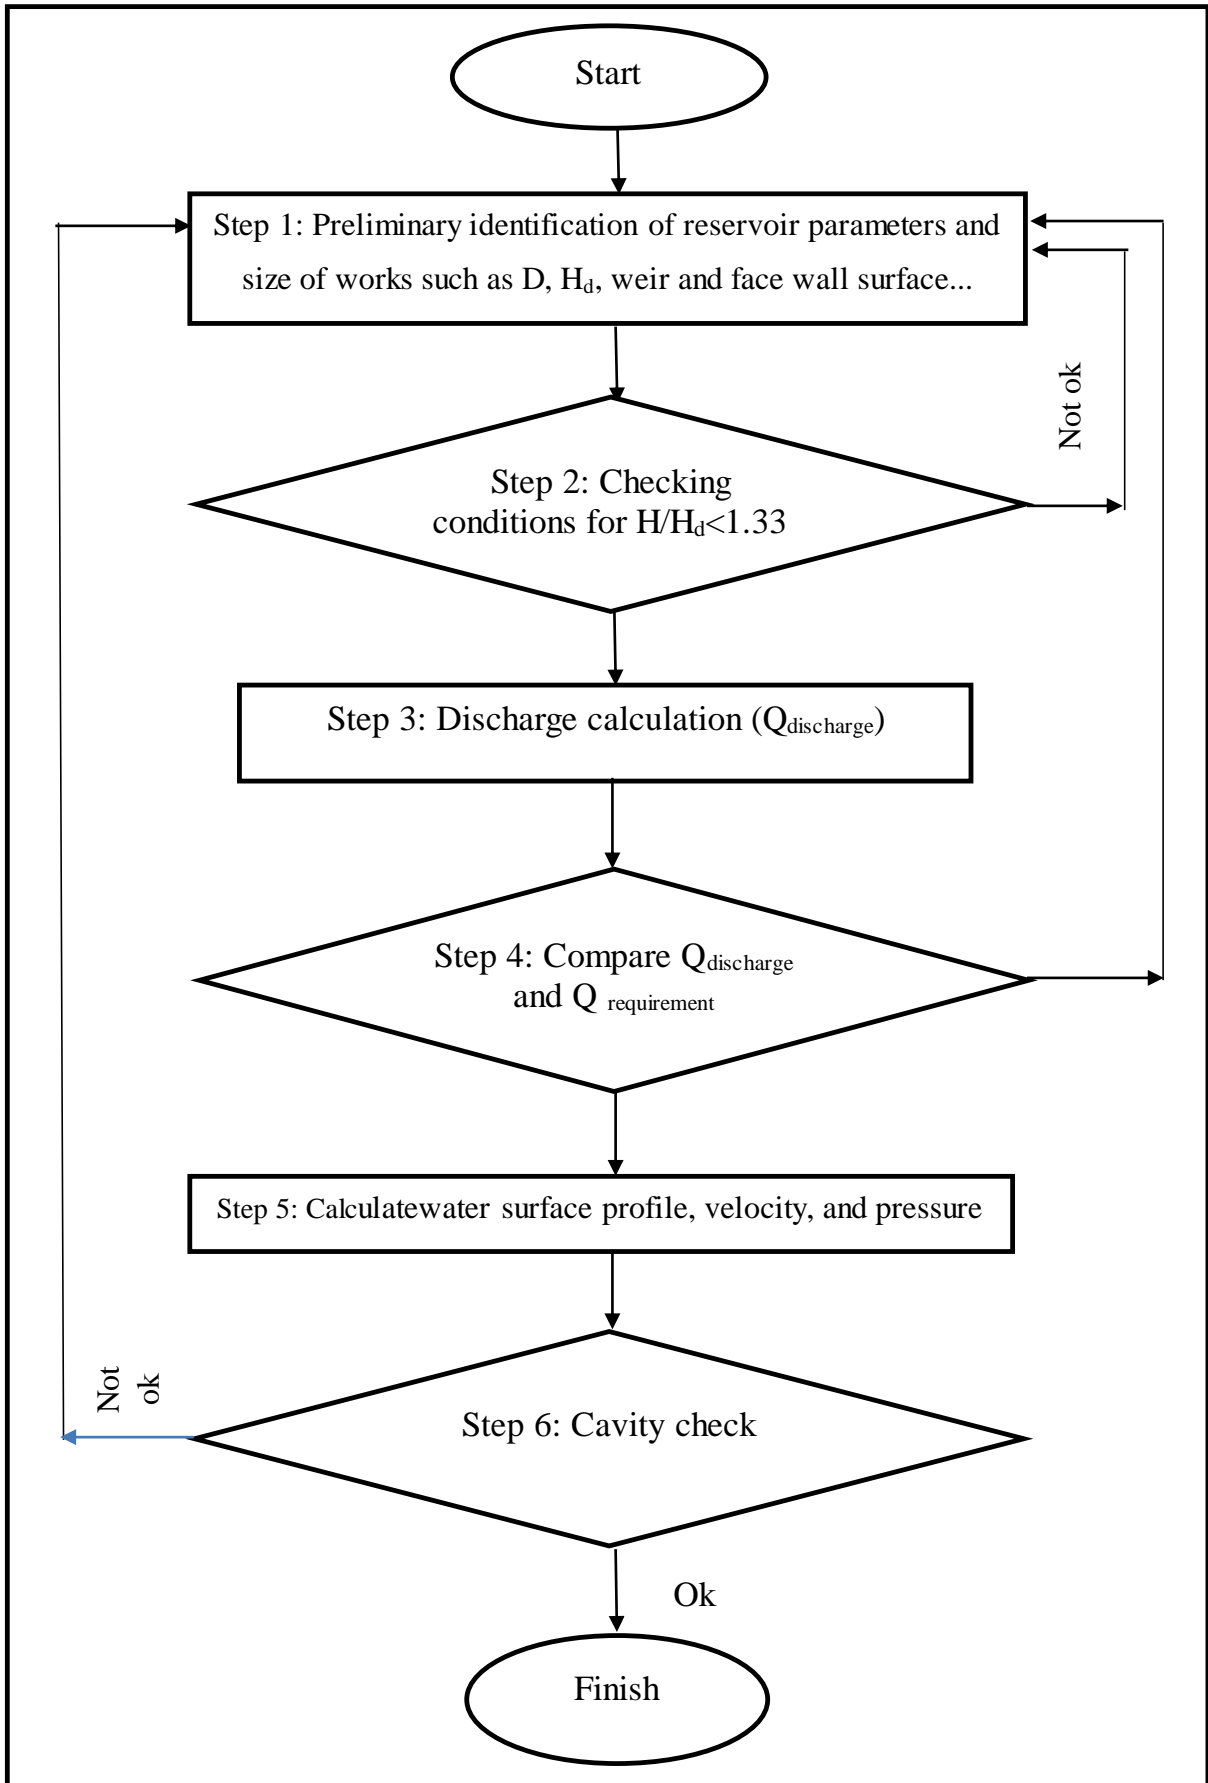 Start
Step 1: Preliminary identification of reservoir parameters and
size of works such as D, Hd, weir and face wall surface...
Not ok
Step 2: Checking
conditions for H/Hd<1.33
Step 3: Discharge calculation (Qdischarge)
Step 4: Compare Qdischarge
and Q requirement
Step 5: Calculatewater surface profile, velocity, and pressure
Not
ok
Step 6: Cavity check
Ok
Finish